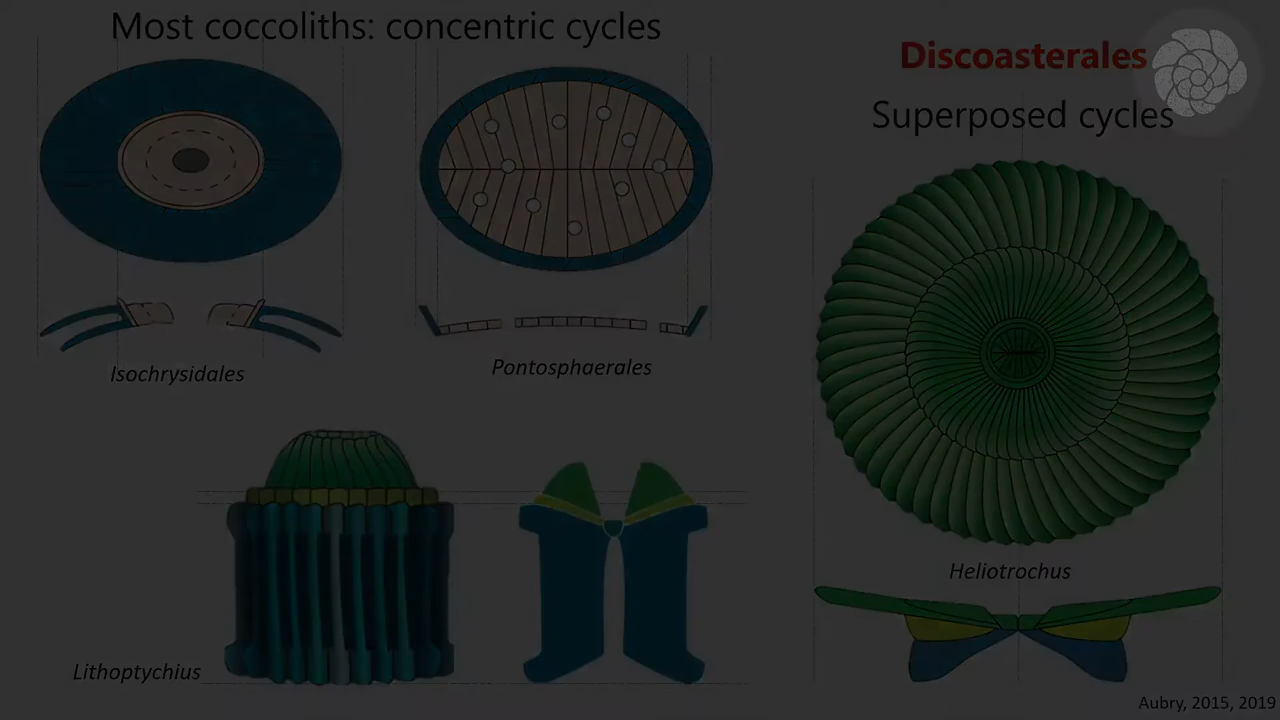 Most coccoliths: concentric cycles
Discoasterales
Superposed cycles
Isochrysidales
Pontosphaerales
Heliotrochus
Lithoptychius
Aubry, 2015, 2019